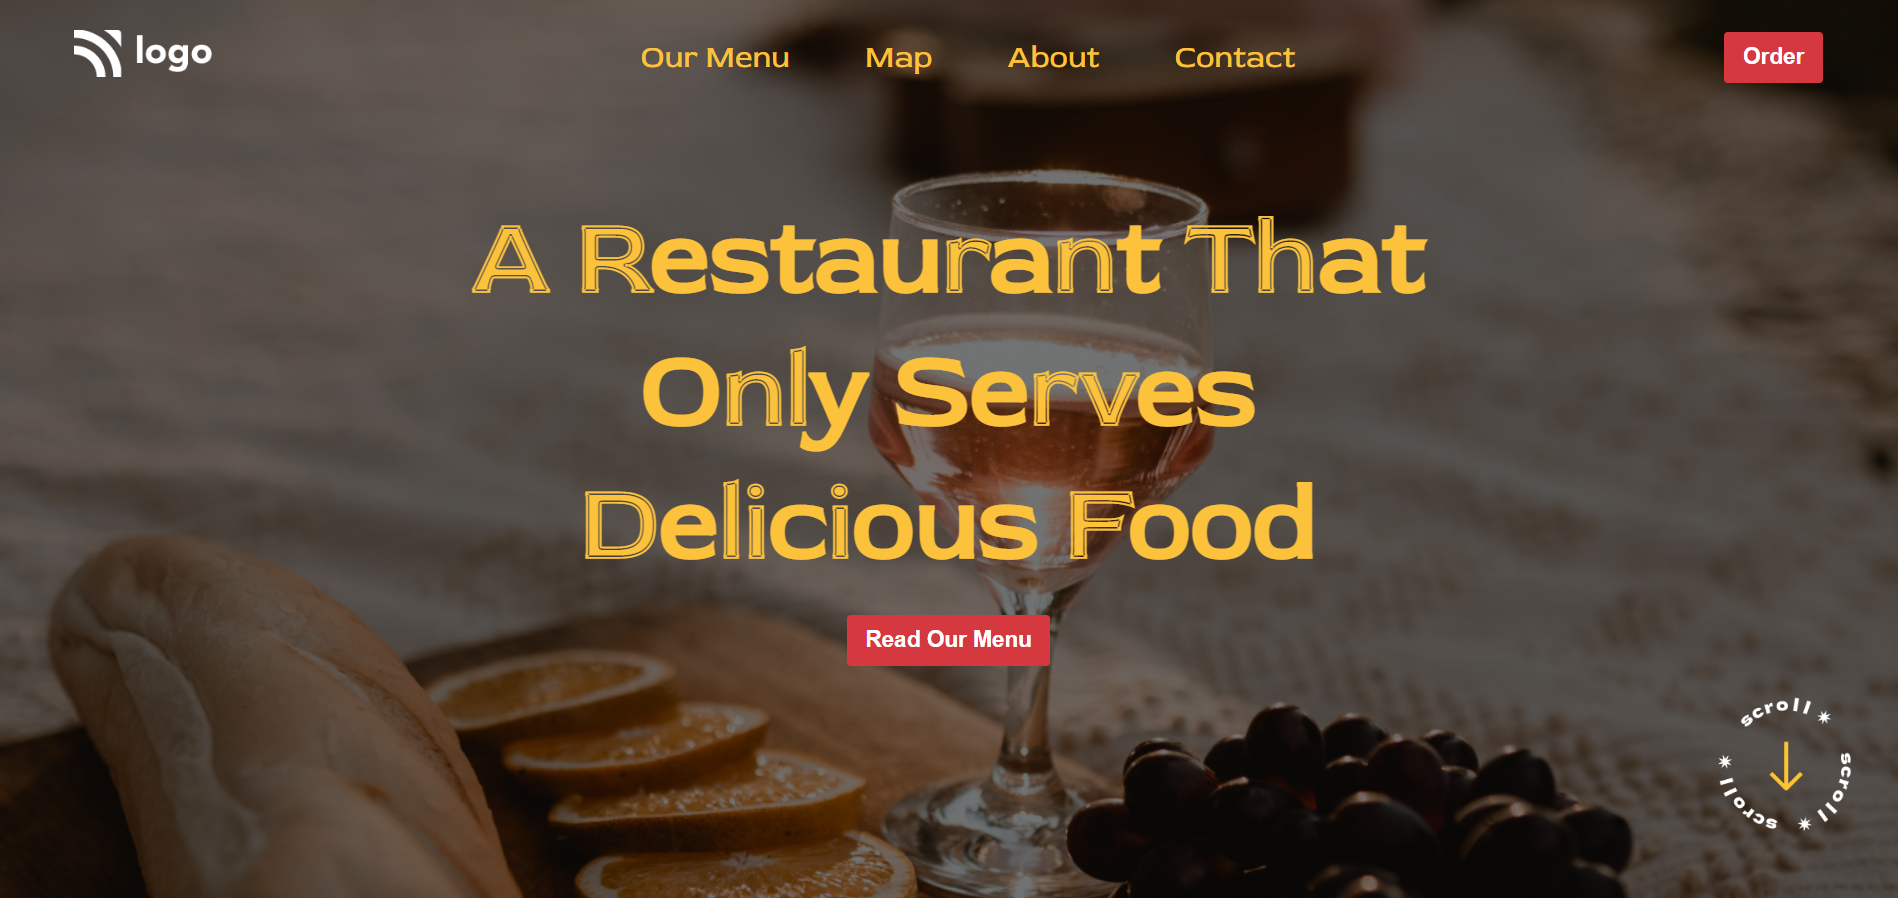 logo
Our Menu
Map
About
Contact
Order
A Restaurant That
Only Serves
Delicious Food
Read Our Menu
scroll
scroll
scroll